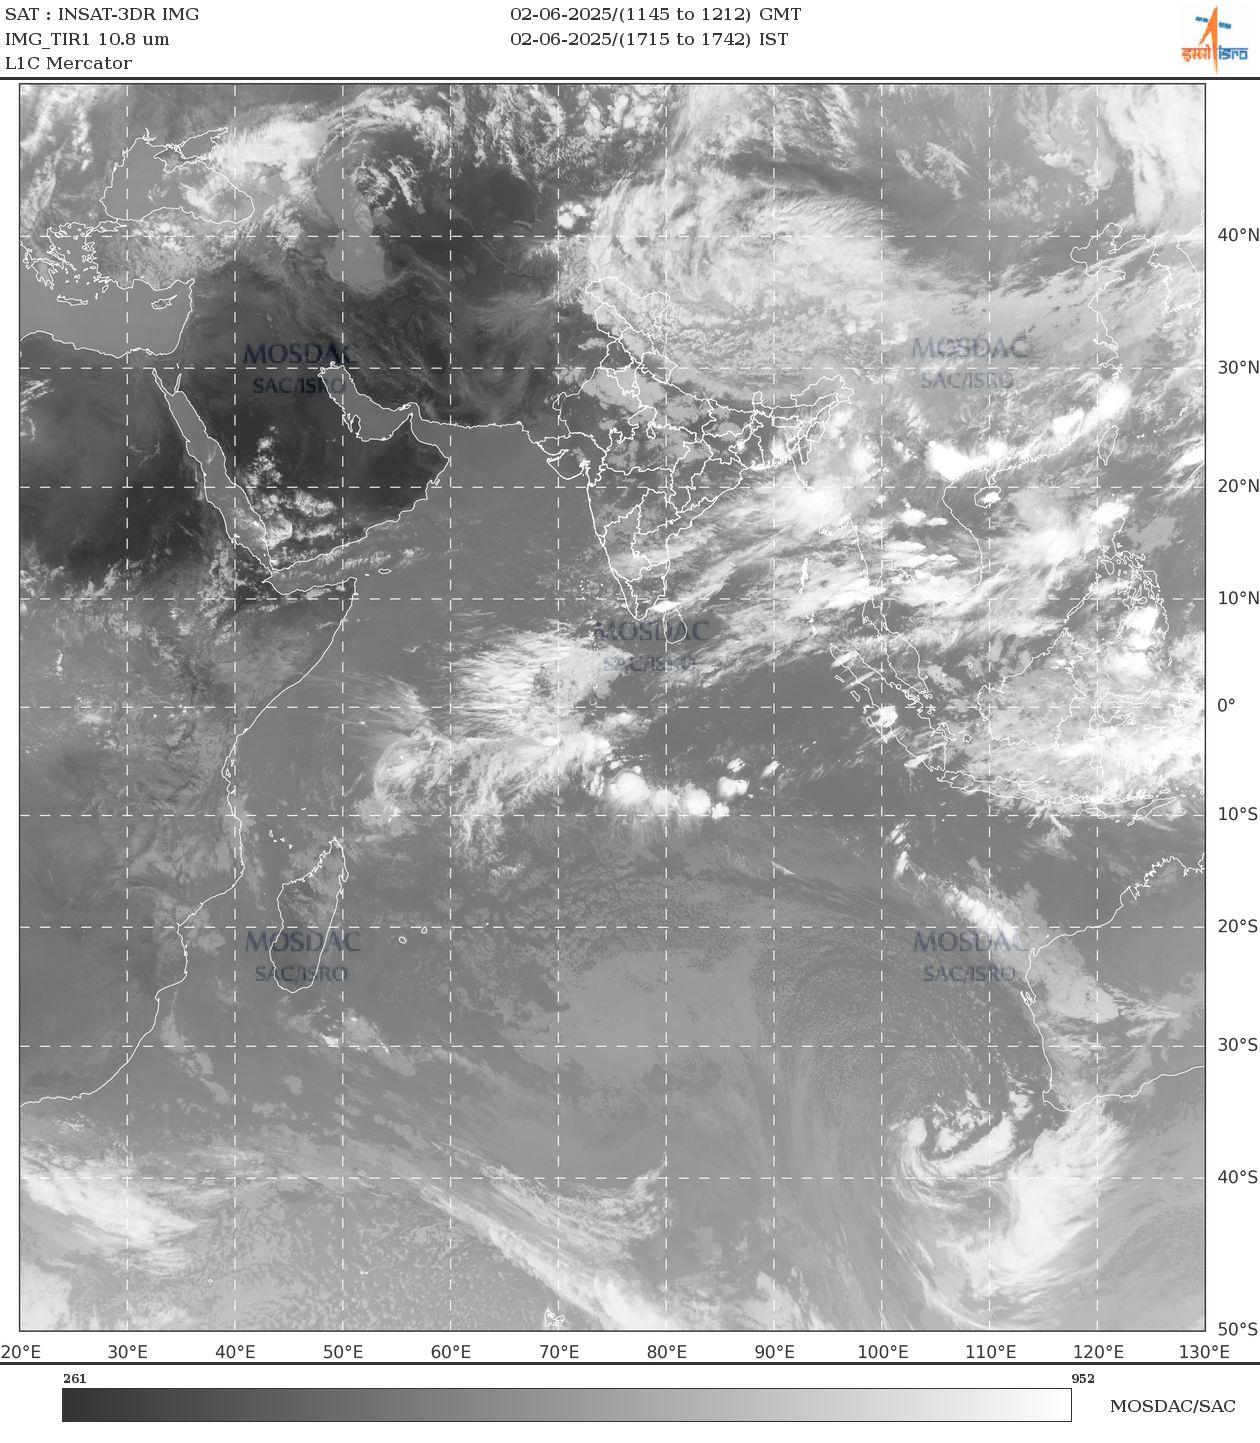 SAT : INSAT-3DR IMG
IMG_TIR1 10.8 um
L1C Mercator
02-06-2025/(1145 to 1212) GMT
02-06-2025/(1715 to 1742) IST
इसरो isro
40°N
MOSDAC
SAC/ISRO
MOSDAC
SAC/ISRO
30°N
20°N
10°N
MOSDAC
SAC/ISRO
0°
10°S
20°S
MOSDAC
SAC/ISRO
MOSDAC
SAC/ISRO
30°S
40°S
50°S
20°E 30°E 40°E 50°E 60°E 70°E 80°E 90°E 100°E 110°E 120°E 130°E
261 952
MOSDAC/SAC